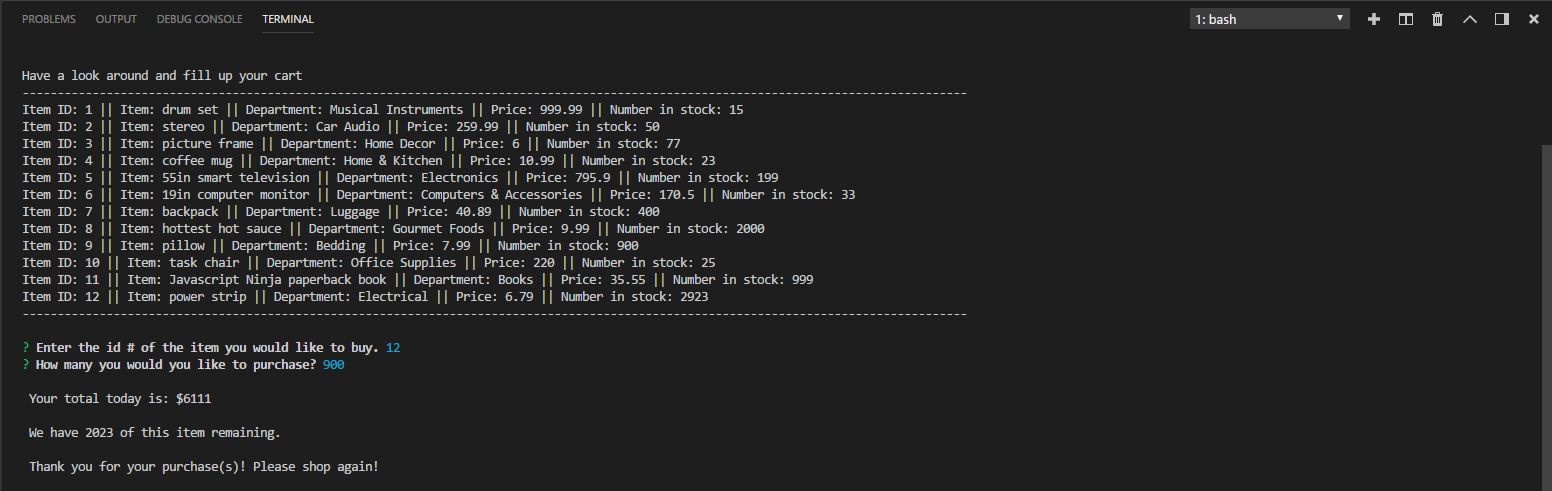 PROBLEMS OUTPUT DEBUG CONSOLE TERMINAL 1: bash
Have a look around and fill up your cart
---------------------------------------------------------------------------------------------------------------------------------------
Item ID: 1 || Item: drum set || Department: Musical Instruments || Price: 999.99 || Number in stock: 15
Item ID: 2 || Item: stereo || Department: Car Audio || Price: 259.99 || Number in stock: 50
Item ID: 3 || Item: picture frame || Department: Home Decor || Price: 6 || Number in stock: 77
Item ID: 4 || Item: coffee mug || Department: Home & Kitchen || Price: 10.99 || Number in stock: 23
Item ID: 5 || Item: 55in smart television || Department: Electronics || Price: 795.9 || Number in stock: 199
Item ID: 6 || Item: 19in computer monitor || Department: Computers & Accessories || Price: 170.5 || Number in stock: 33
Item ID: 7 || Item: backpack || Department: Luggage || Price: 40.89 || Number in stock: 400
Item ID: 8 || Item: hottest hot sauce || Department: Gourmet Foods || Price: 9.99 || Number in stock: 2000
Item ID: 9 || Item: pillow || Department: Bedding || Price: 7.99 || Number in stock: 900
Item ID: 10 || Item: task chair || Department: Office Supplies || Price: 220 || Number in stock: 25
Item ID: 11 || Item: Javascript Ninja paperback book || Department: Books || Price: 35.55 || Number in stock: 999
Item ID: 12 || Item: power strip || Department: Electrical || Price: 6.79 || Number in stock: 2923
---------------------------------------------------------------------------------------------------------------------------------------
? Enter the id # of the item you would like to buy. 12
? How many you would you like to purchase? 900
Your total today is: $6111
We have 2023 of this item remaining.
Thank you for your purchase(s)! Please shop again!